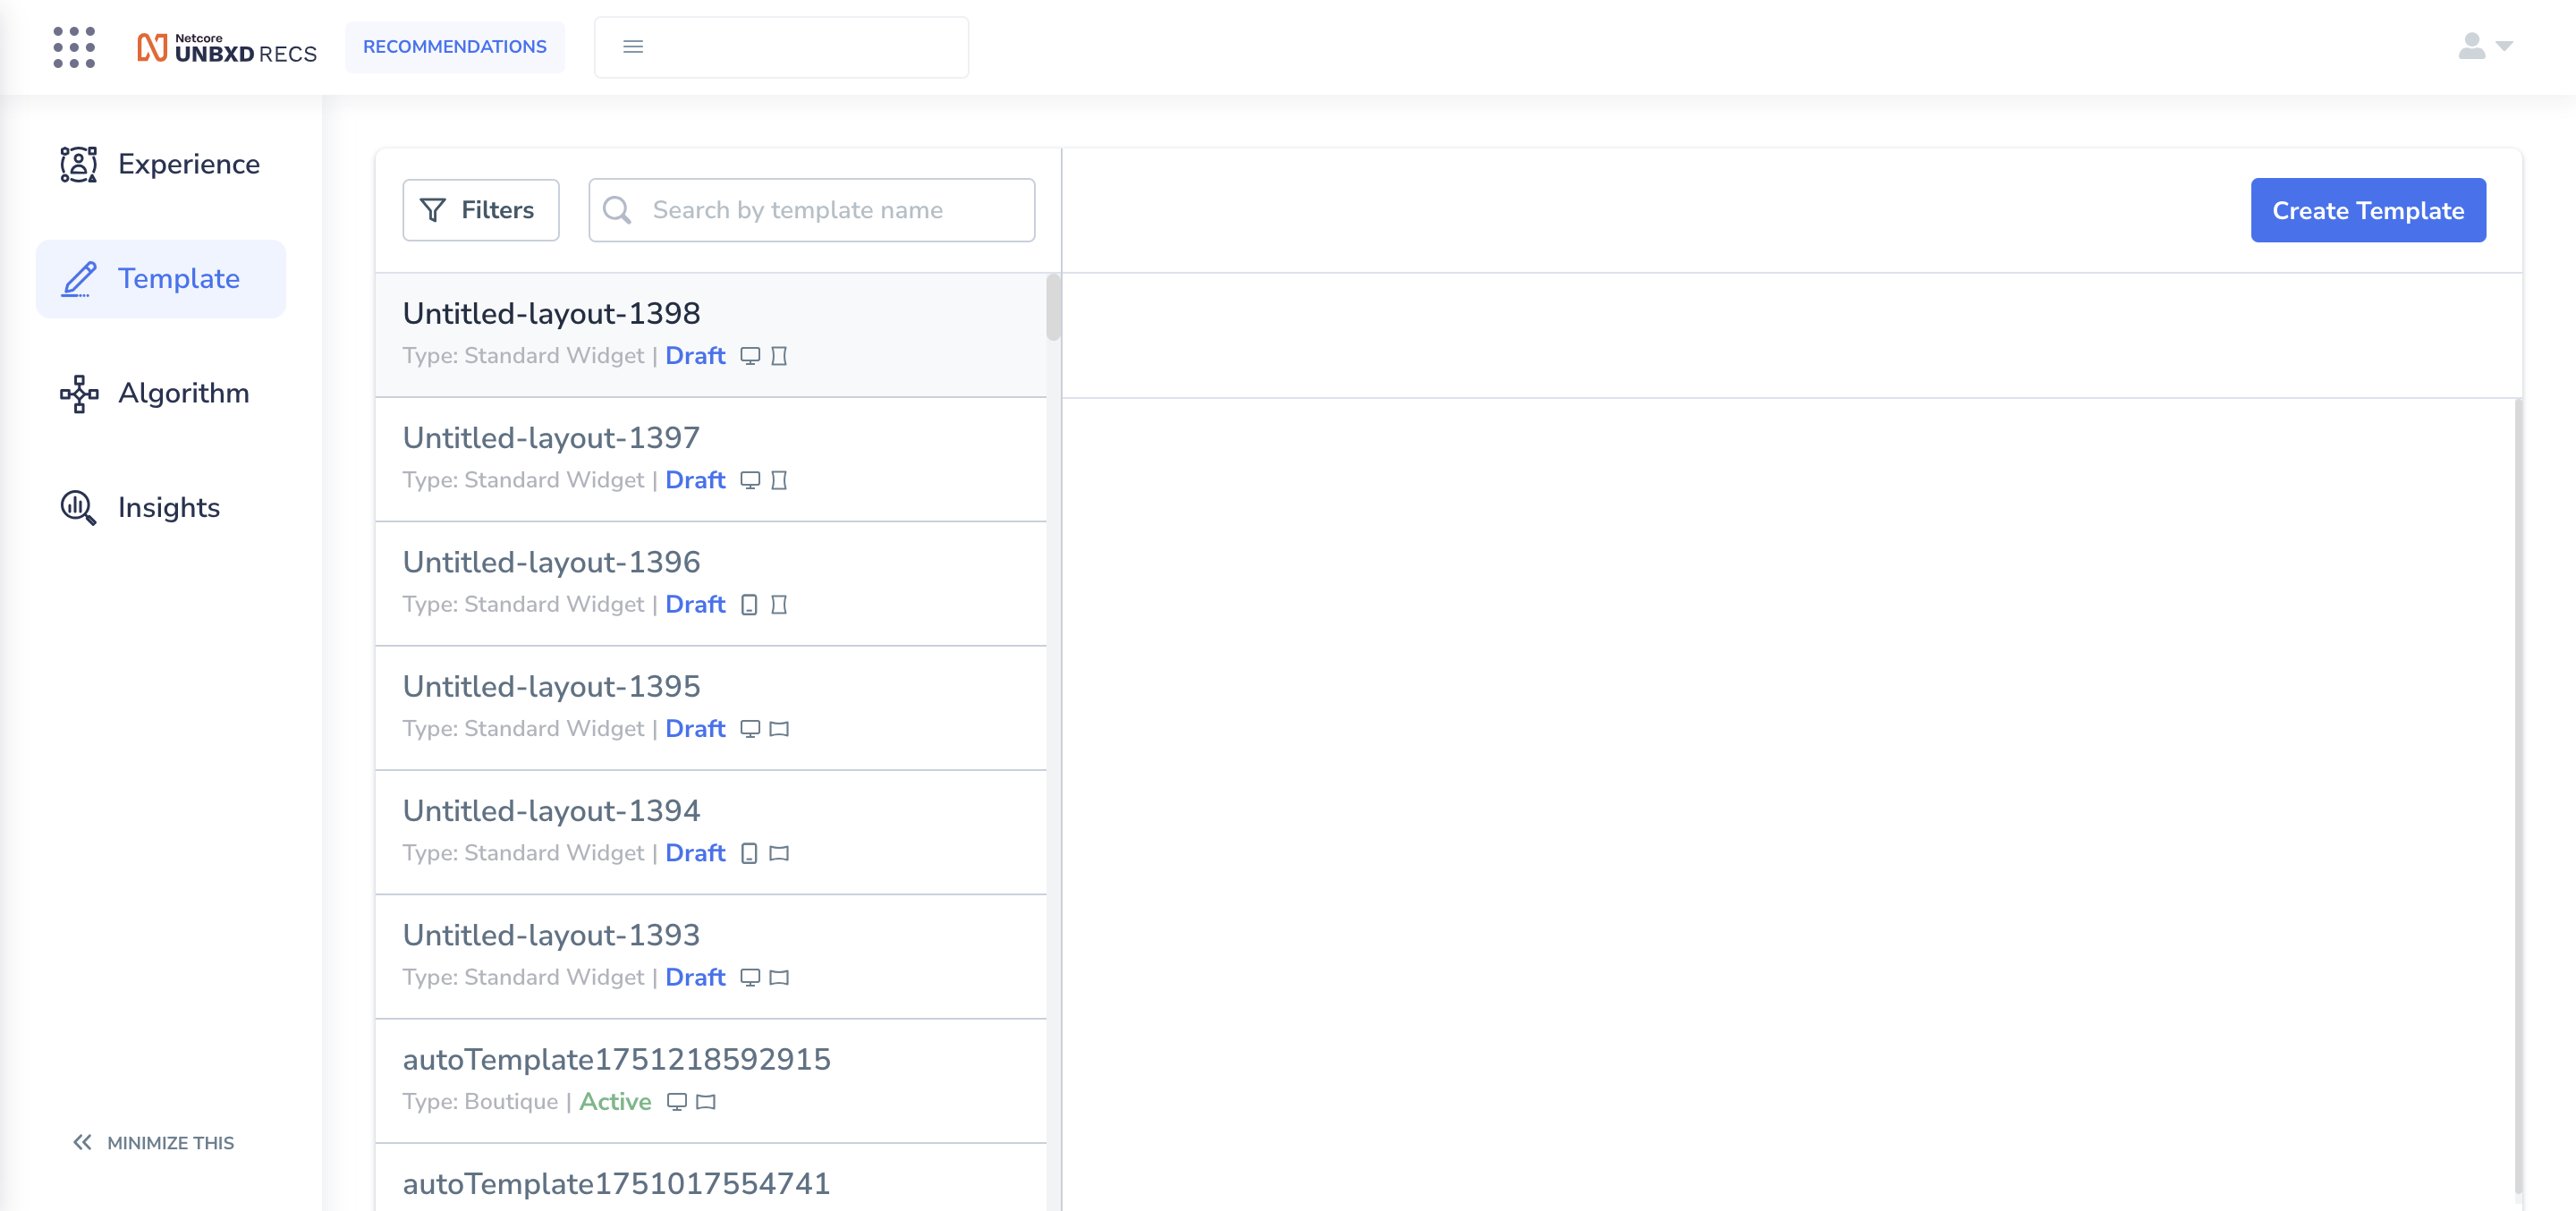 Netcore
UNBXD RECS
RECOMMENDATIONS
Experience
Template
Algorithm
Insights
MINIMIZE THIS
Filters
Search by template name
Create Template
Untitled-layout-1398
Type: Standard Widget | Draft
Untitled-layout-1397
Type: Standard Widget | Draft
Untitled-layout-1396
Type: Standard Widget | Draft
Untitled-layout-1395
Type: Standard Widget | Draft
Untitled-layout-1394
Type: Standard Widget | Draft
Untitled-layout-1393
Type: Standard Widget | Draft
autoTemplate1751218592915
Type: Boutique | Active
autoTemplate1751017554741